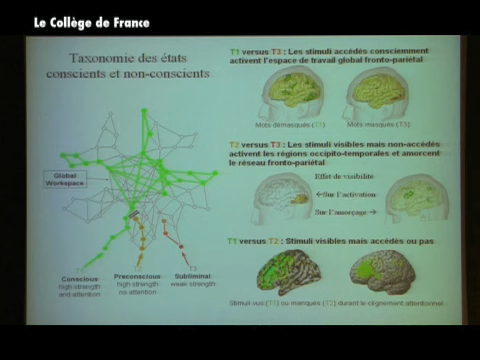 Le Collège de France
Taxonomie des états
conscients et non-conscients
Global
Workspace
T1
T2
T3
Conscious
high strength
and attention
Preconscious
high strength
no attention
Subliminal
weak strength
T1 versus T3 : Les stimuli accédés consciemment
activent l'espace de travail global fronto-pariétal
Mots démasqués (T1)
Mots masqués (T3)
T2 versus T3 : Les stimuli visibles mais non-accédés
activent les régions occipito-temporales et amorcent
le réseau fronto-pariétal
Effet de visibilité
←Sur l'activation
Sur l'amorçage →
T1 versus T2 : Stimuli visibles mais accédés ou pas
Stimuli vus (T1) ou manqués (T2) durant le clignement attentionnel